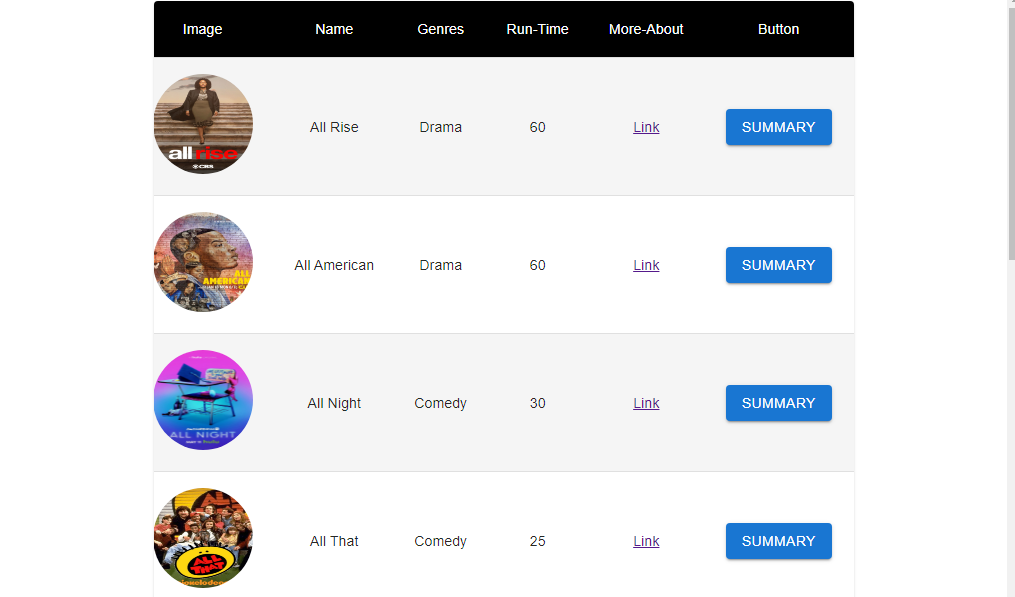 Image Name Genres Run-Time More-About Button
allrise
CBS
All Rise Drama 60 Link SUMMARY
ALL
AMERICAN
All American Drama 60 Link SUMMARY
ALL NIGHT
All Night Comedy 30 Link SUMMARY
ALL
THAT
nickelodeon
All That Comedy 25 Link SUMMARY